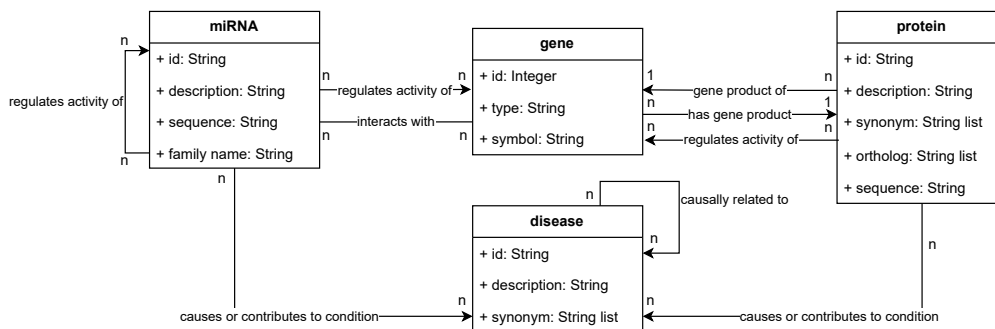 miRNA
+ id: String
+ description: String
+ sequence: String
+ family name: String
n
regulates activity of
n
n
regulates activity of
n
n
interacts with
n
gene
+ id: Integer
+ type: String
+ symbol: String
1
gene product of
n
n
has gene product
1
n
regulates activity of
n
protein
+ id: String
+ description: String
+ synonym: String list
+ ortholog: String list
+ sequence: String
n
causally related to
n
disease
+ id: String
+ description: String
+ synonym: String list
n
causes or contributes to condition
n
n
causes or contributes to condition
n